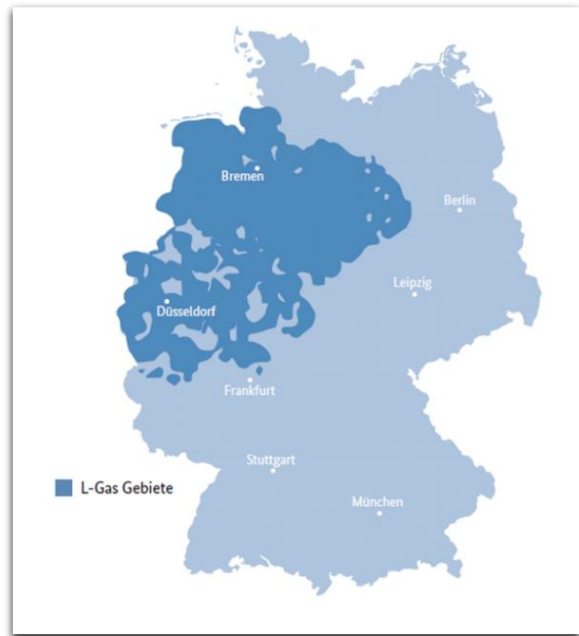 Bremen
Berlin
Leipzig
Düsseldorf
Frankfurt
Stuttgart
L-Gas Gebiete
München